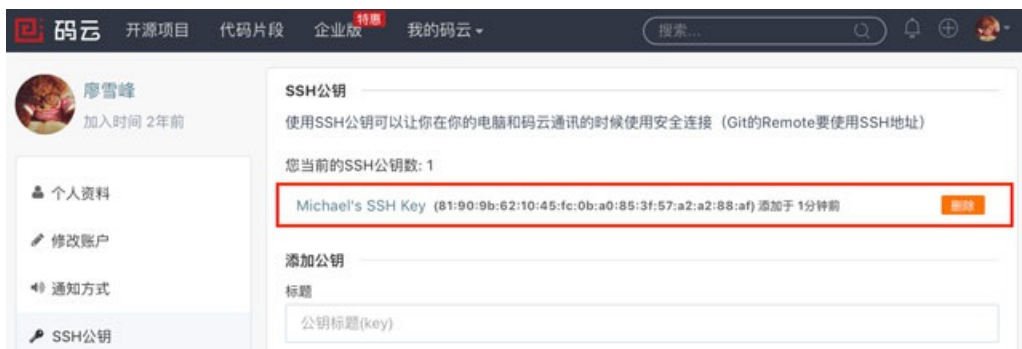 码云 开源项目 代码片段 企业版 特惠 我的码云 搜索...
廖雪峰
加入时间 2年前
个人资料
修改账户
通知方式
SSH公钥
SSH公钥
使用SSH公钥可以让你在你的电脑和码云通讯的时候使用安全连接（Git的Remote要使用SSH地址）
您当前的SSH公钥数: 1
Michael's SSH Key (81:90:9b:62:10:45:fc:0b:a0:85:3f:57:a2:a2:88:af) 添加于 1分钟前 删除
添加公钥
标题
公钥标题(key)